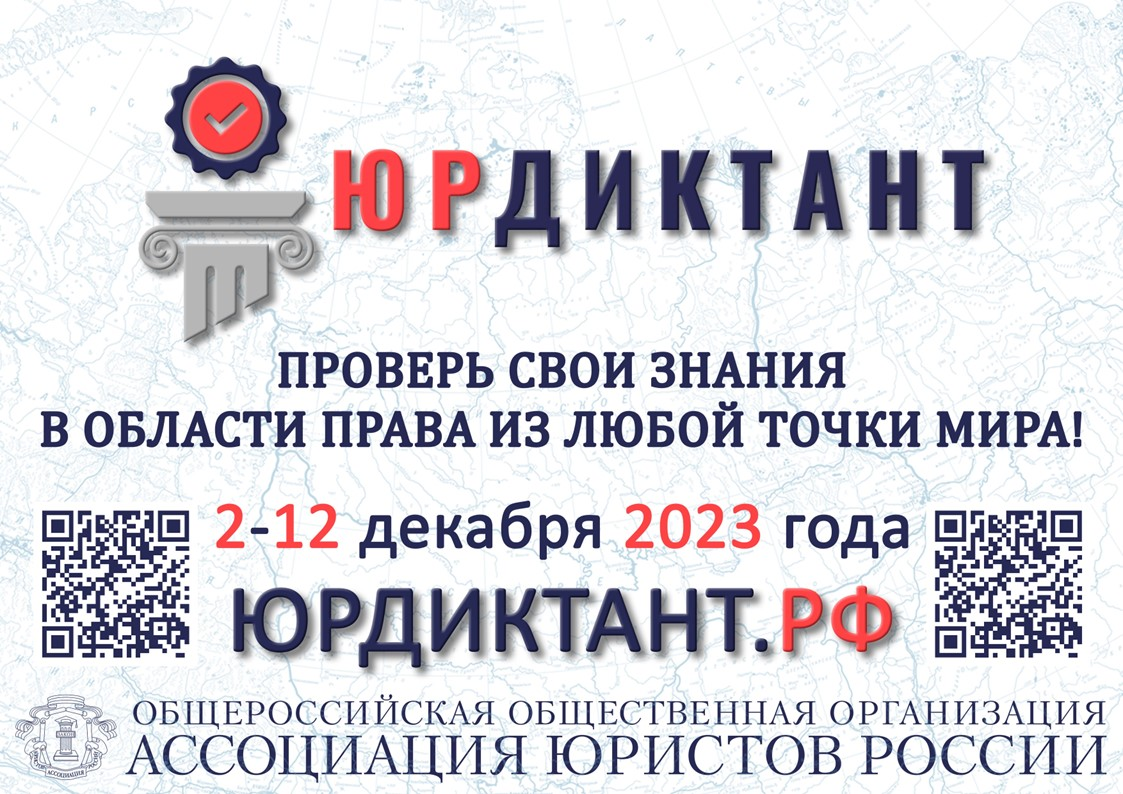 ЮРДИКТАНТ
ПРОВЕРЬ СВОИ ЗНАНИЯ
В ОБЛАСТИ ПРАВА ИЗ ЛЮБОЙ ТОЧКИ МИРА!
2-12 декабря 2023 года
ЮРДИКТАНТ.РФ
ОБЩЕРОССИЙСКАЯ ОБЩЕСТВЕННАЯ ОРГАНИЗАЦИЯ
АССОЦИАЦИЯ ЮРИСТОВ РОССИИ